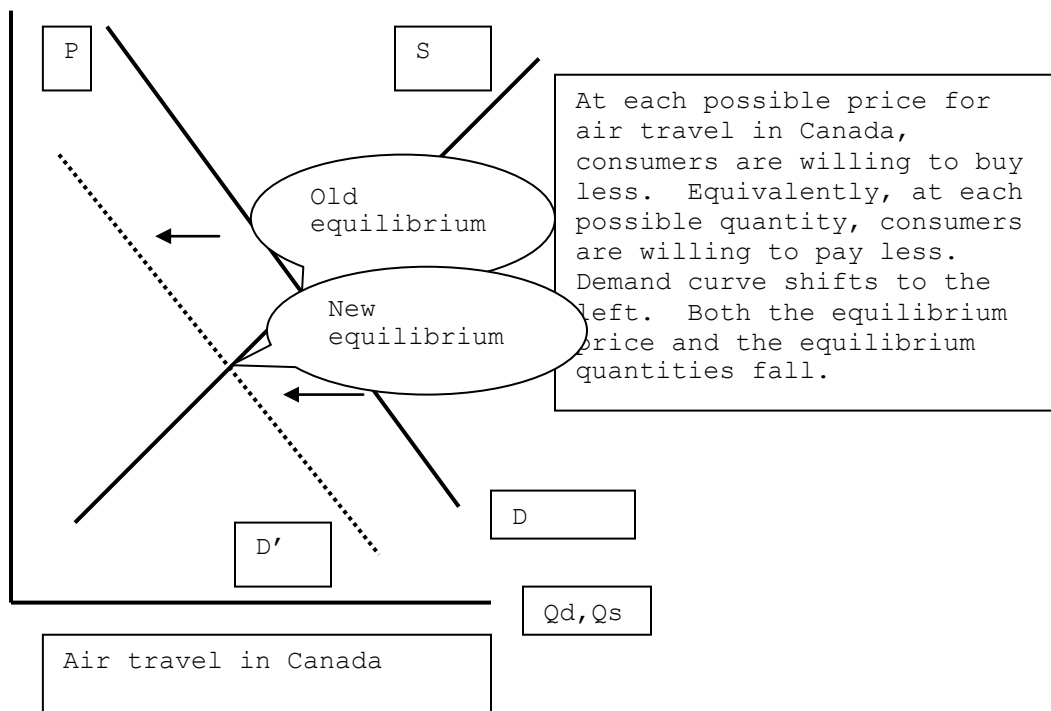 P
S
At each possible price for
air travel in Canada,
consumers are willing to buy
less.  Equivalently, at each
possible quantity, consumers
are willing to pay less.
Demand curve shifts to the
left.  Both the equilibrium
price and the equilibrium
quantities fall.
Old
equilibrium
New
equilibrium
D
D′
Qd,Qs
Air travel in Canada